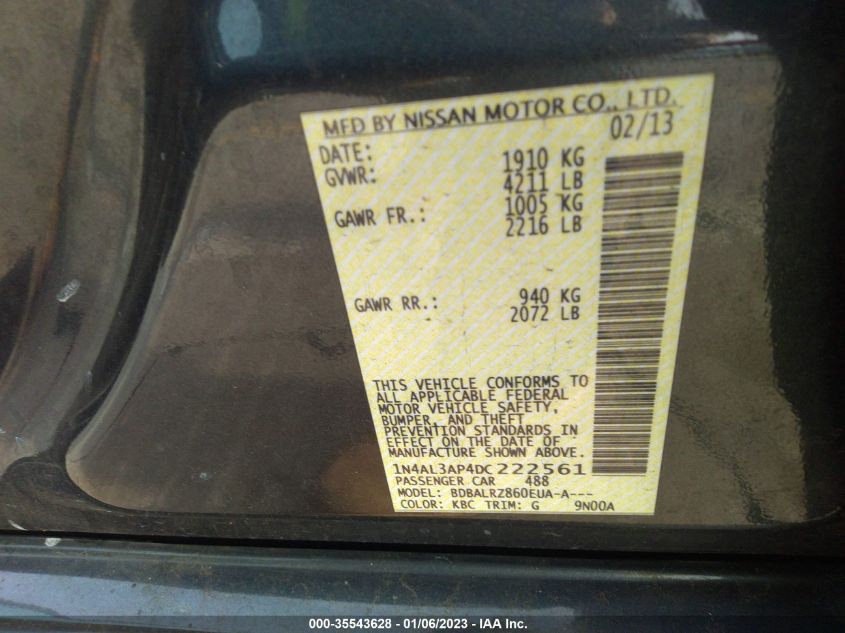 MFD BY NISSAN MOTOR CO., LTD.
DATE: 02/13
GVWR: 1910 KG
4211 LB
GAWR FR.: 1005 KG
2216 LB
GAWR RR.: 940 KG
2072 LB
THIS VEHICLE CONFORMS TO
ALL APPLICABLE FEDERAL
MOTOR VEHICLE SAFETY,
BUMPER, AND THEFT
PREVENTION STANDARDS IN
EFFECT ON THE DATE OF
MANUFACTURE SHOWN ABOVE.
1N4AL3AP4DC222561
PASSENGER CAR 488
MODEL: BDBALRZ860EUA-A---
COLOR: KBC TRIM: G 9N00A
000-35543628 - 01/06/2023 - IAA Inc.